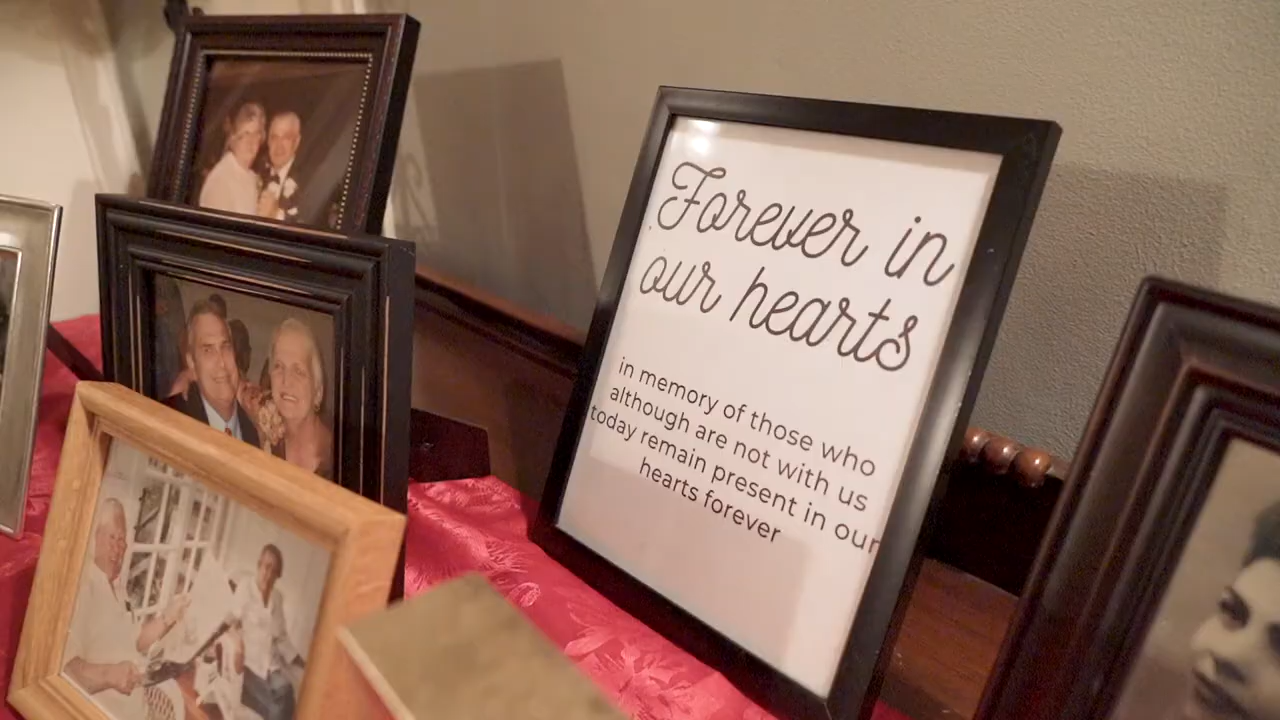 Forever in
our hearts
in memory of those who
although are not with us
today remain present in our
hearts forever